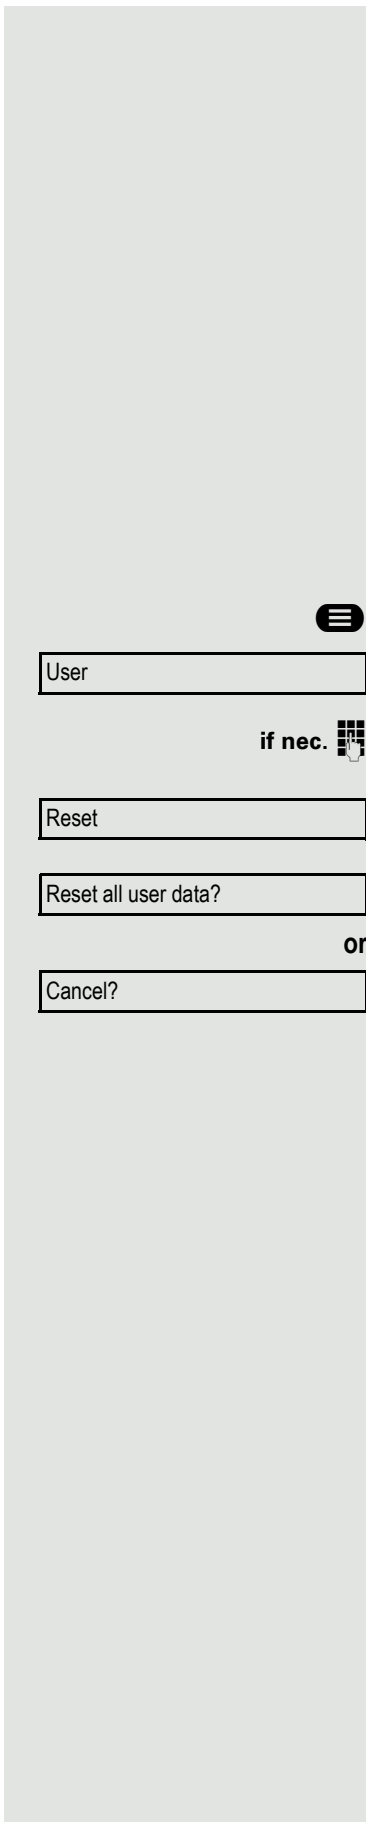 User
if nec.
Reset
Reset all user data?
or
Cancel?